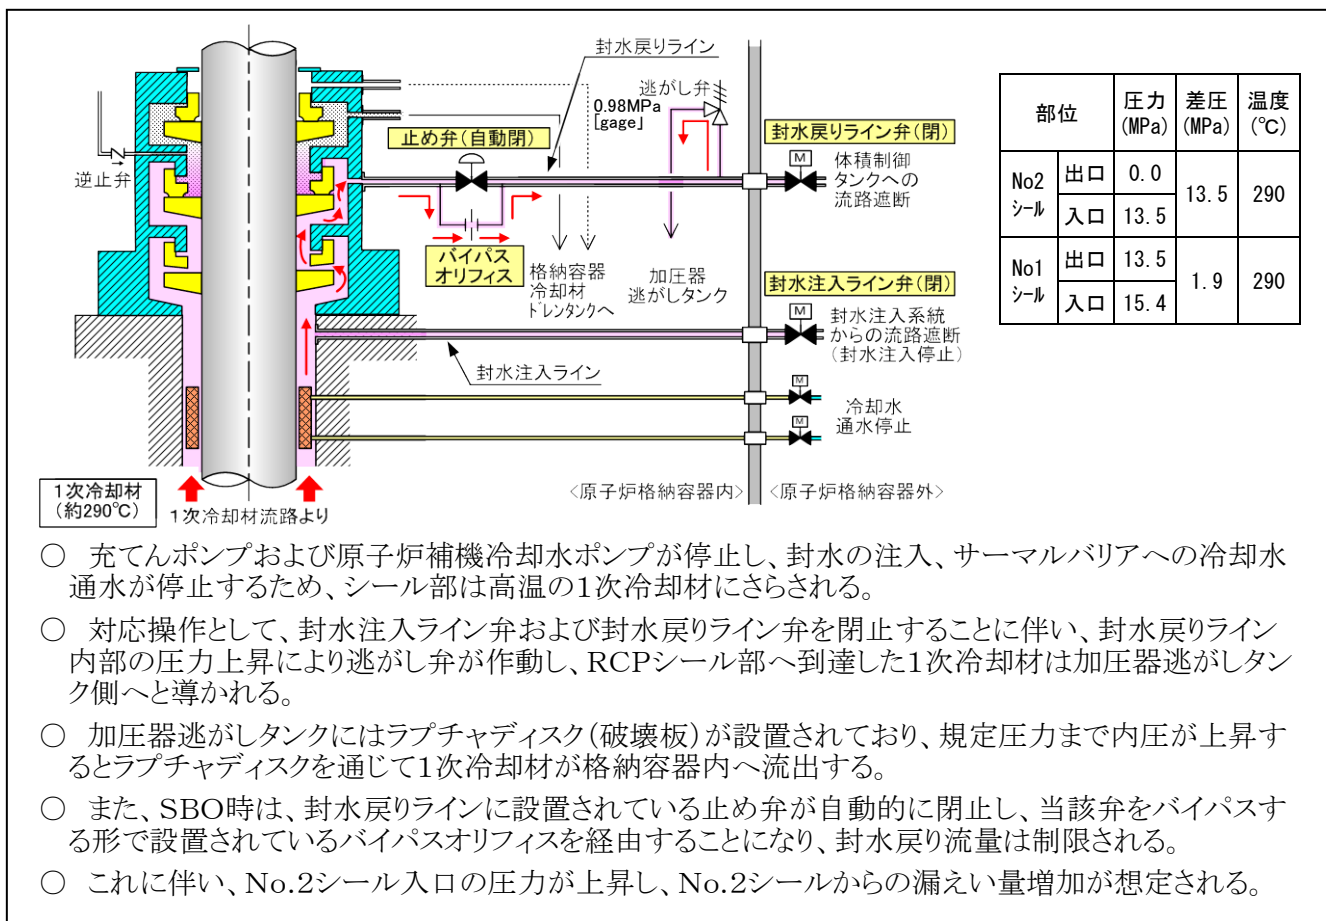 封水戻りライン
逃がし弁
0.98MPa
[gage]
止め弁(自動閉)
封水戻りライン弁(閉)
M
体積制御
タンクへの
流路遮断
逆止弁
バイパス
オリフィス
格納容器
冷却材
ドレンタンクへ
加圧器
逃がしタンク
封水注入ライン弁(閉)
M
封水注入系統
からの流路遮断
(封水注入停止)
封水注入ライン
M
冷却水
通水停止
M
1次冷却材
(約290℃)
1次冷却材流路より
<原子炉格納容器内>
<原子炉格納容器外>
部位 圧力(MPa) 差圧(MPa) 温度(℃)
No2シール 出口 0.0 13.5 290
入口 13.5
No1シール 出口 13.5 1.9 290
入口 15.4
○ 充てんポンプおよび原子炉補機冷却水ポンプが停止し、封水の注入、サーマルバリアへの冷却水
通水が停止するため、シール部は高温の1次冷却材にさらされる。
○ 対応操作として、封水注入ライン弁および封水戻りライン弁を閉止することに伴い、封水戻りライン
内部の圧力上昇により逃がし弁が作動し、RCPシール部へ到達した1次冷却材は加圧器逃がしタン
ク側へと導かれる。
○ 加圧器逃がしタンクにはラプチャディスク(破壊板)が設置されており、規定圧力まで内圧が上昇す
るとラプチャディスクを通じて1次冷却材が格納容器内へ流出する。
○ また、SBO時は、封水戻りラインに設置されている止め弁が自動的に閉止し、当該弁をバイパスす
る形で設置されているバイパスオリフィスを経由することになり、封水戻り流量は制限される。
○ これに伴い、No.2シール入口の圧力が上昇し、No.2シールからの漏えい量増加が想定される。